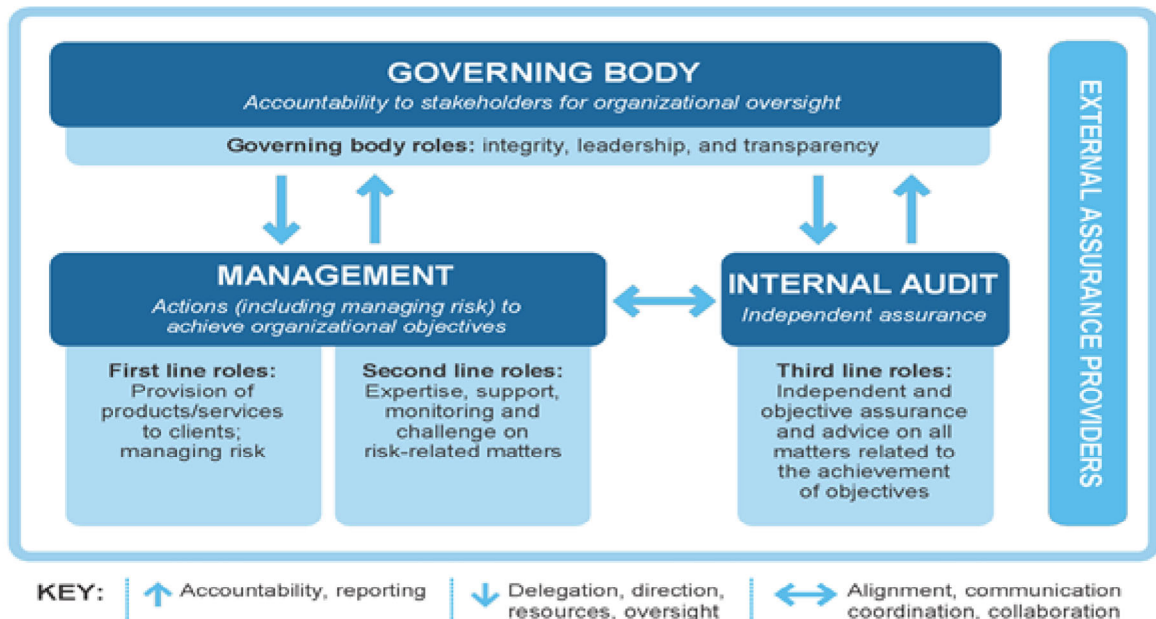 GOVERNING BODY
Accountability to stakeholders for organizational oversight
Governing body roles: integrity, leadership, and transparency
MANAGEMENT
Actions (including managing risk) to
achieve organizational objectives
First line roles:
Provision of
products/services
to clients;
managing risk
Second line roles:
Expertise, support,
monitoring and
challenge on
risk-related matters
INTERNAL AUDIT
Independent assurance
Third line roles:
Independent and
objective assurance
and advice on all
matters related to
the achievement
of objectives
EXTERNAL ASSURANCE PROVIDERS
KEY:
Accountability, reporting
Delegation, direction,
resources, oversight
Alignment, communication
coordination, collaboration